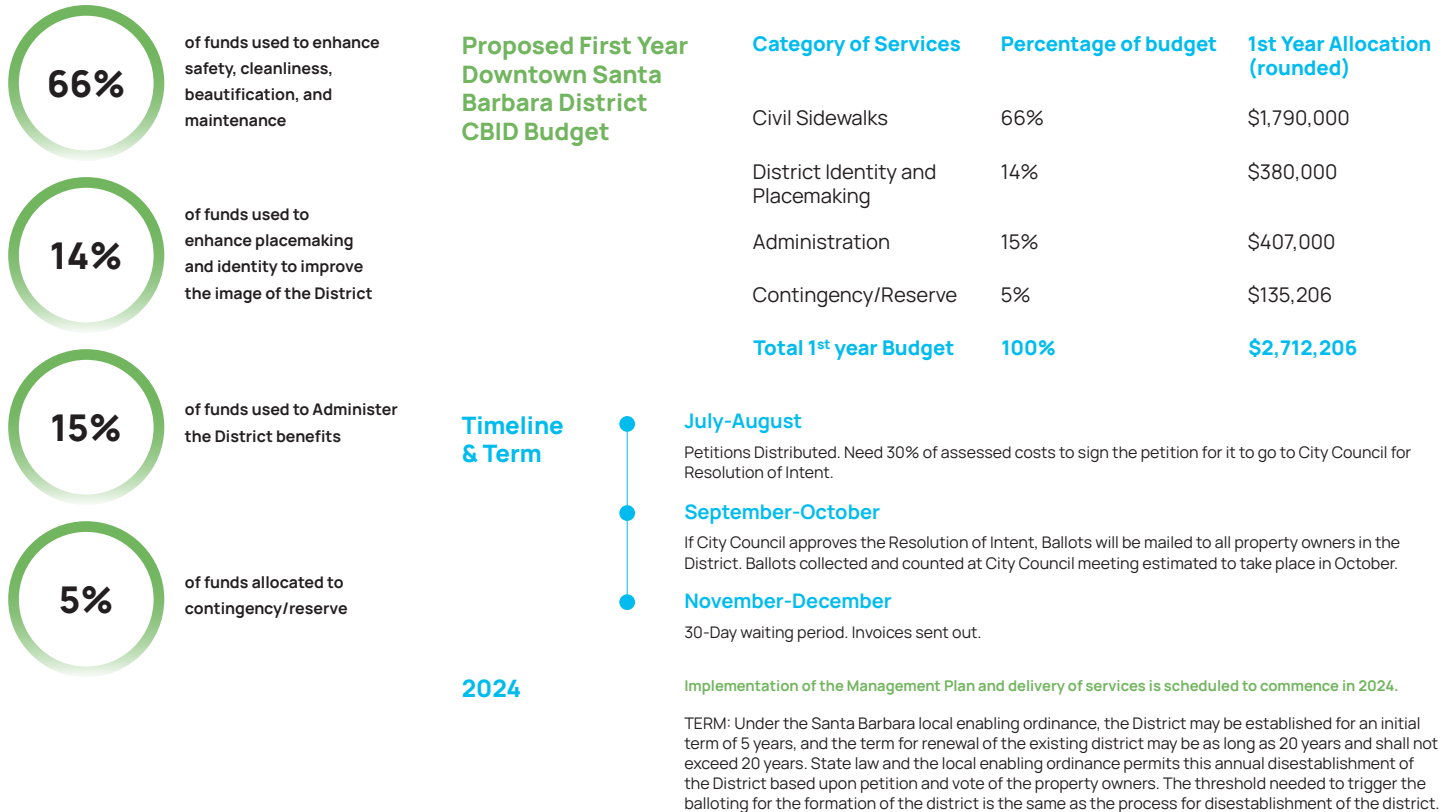 66%
of funds used to enhance
safety, cleanliness,
beautification, and
maintenance
14%
of funds used to
enhance placemaking
and identity to improve
the image of the District
15%
of funds used to Administer
the District benefits
5%
of funds allocated to
contingency/reserve
Proposed First Year
Downtown Santa
Barbara District
CBID Budget
Category of Services Percentage of budget 1st Year Allocation
(rounded)
Civil Sidewalks 66% $1,790,000
District Identity and 14% $380,000
Placemaking
Administration 15% $407,000
Contingency/Reserve 5% $135,206
Total 1st year Budget 100% $2,712,206
Timeline
& Term
July-August
Petitions Distributed. Need 30% of assessed costs to sign the petition for it to go to City Council for
Resolution of Intent.
September-October
If City Council approves the Resolution of Intent, Ballots will be mailed to all property owners in the
District. Ballots collected and counted at City Council meeting estimated to take place in October.
November-December
30-Day waiting period. Invoices sent out.
2024
Implementation of the Management Plan and delivery of services is scheduled to commence in 2024.
TERM: Under the Santa Barbara local enabling ordinance, the District may be established for an initial
term of 5 years, and the term for renewal of the existing district may be as long as 20 years and shall not
exceed 20 years. State law and the local enabling ordinance permits this annual disestablishment of
the District based upon petition and vote of the property owners. The threshold needed to trigger the
balloting for the formation of the district is the same as the process for disestablishment of the district.